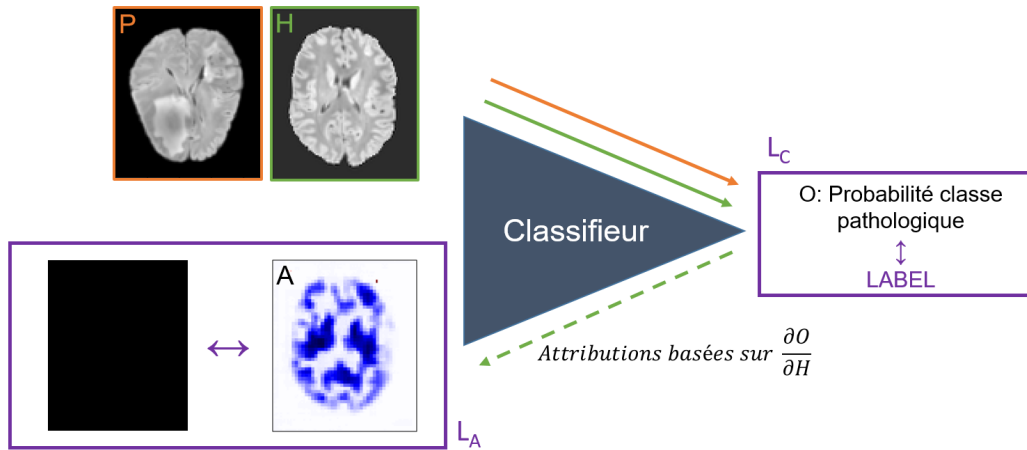 P
H
L_C
O: Probabilité classe
pathologique
LABEL
Classifieur
A
Attributions basées sur ∂O/∂H
L_A